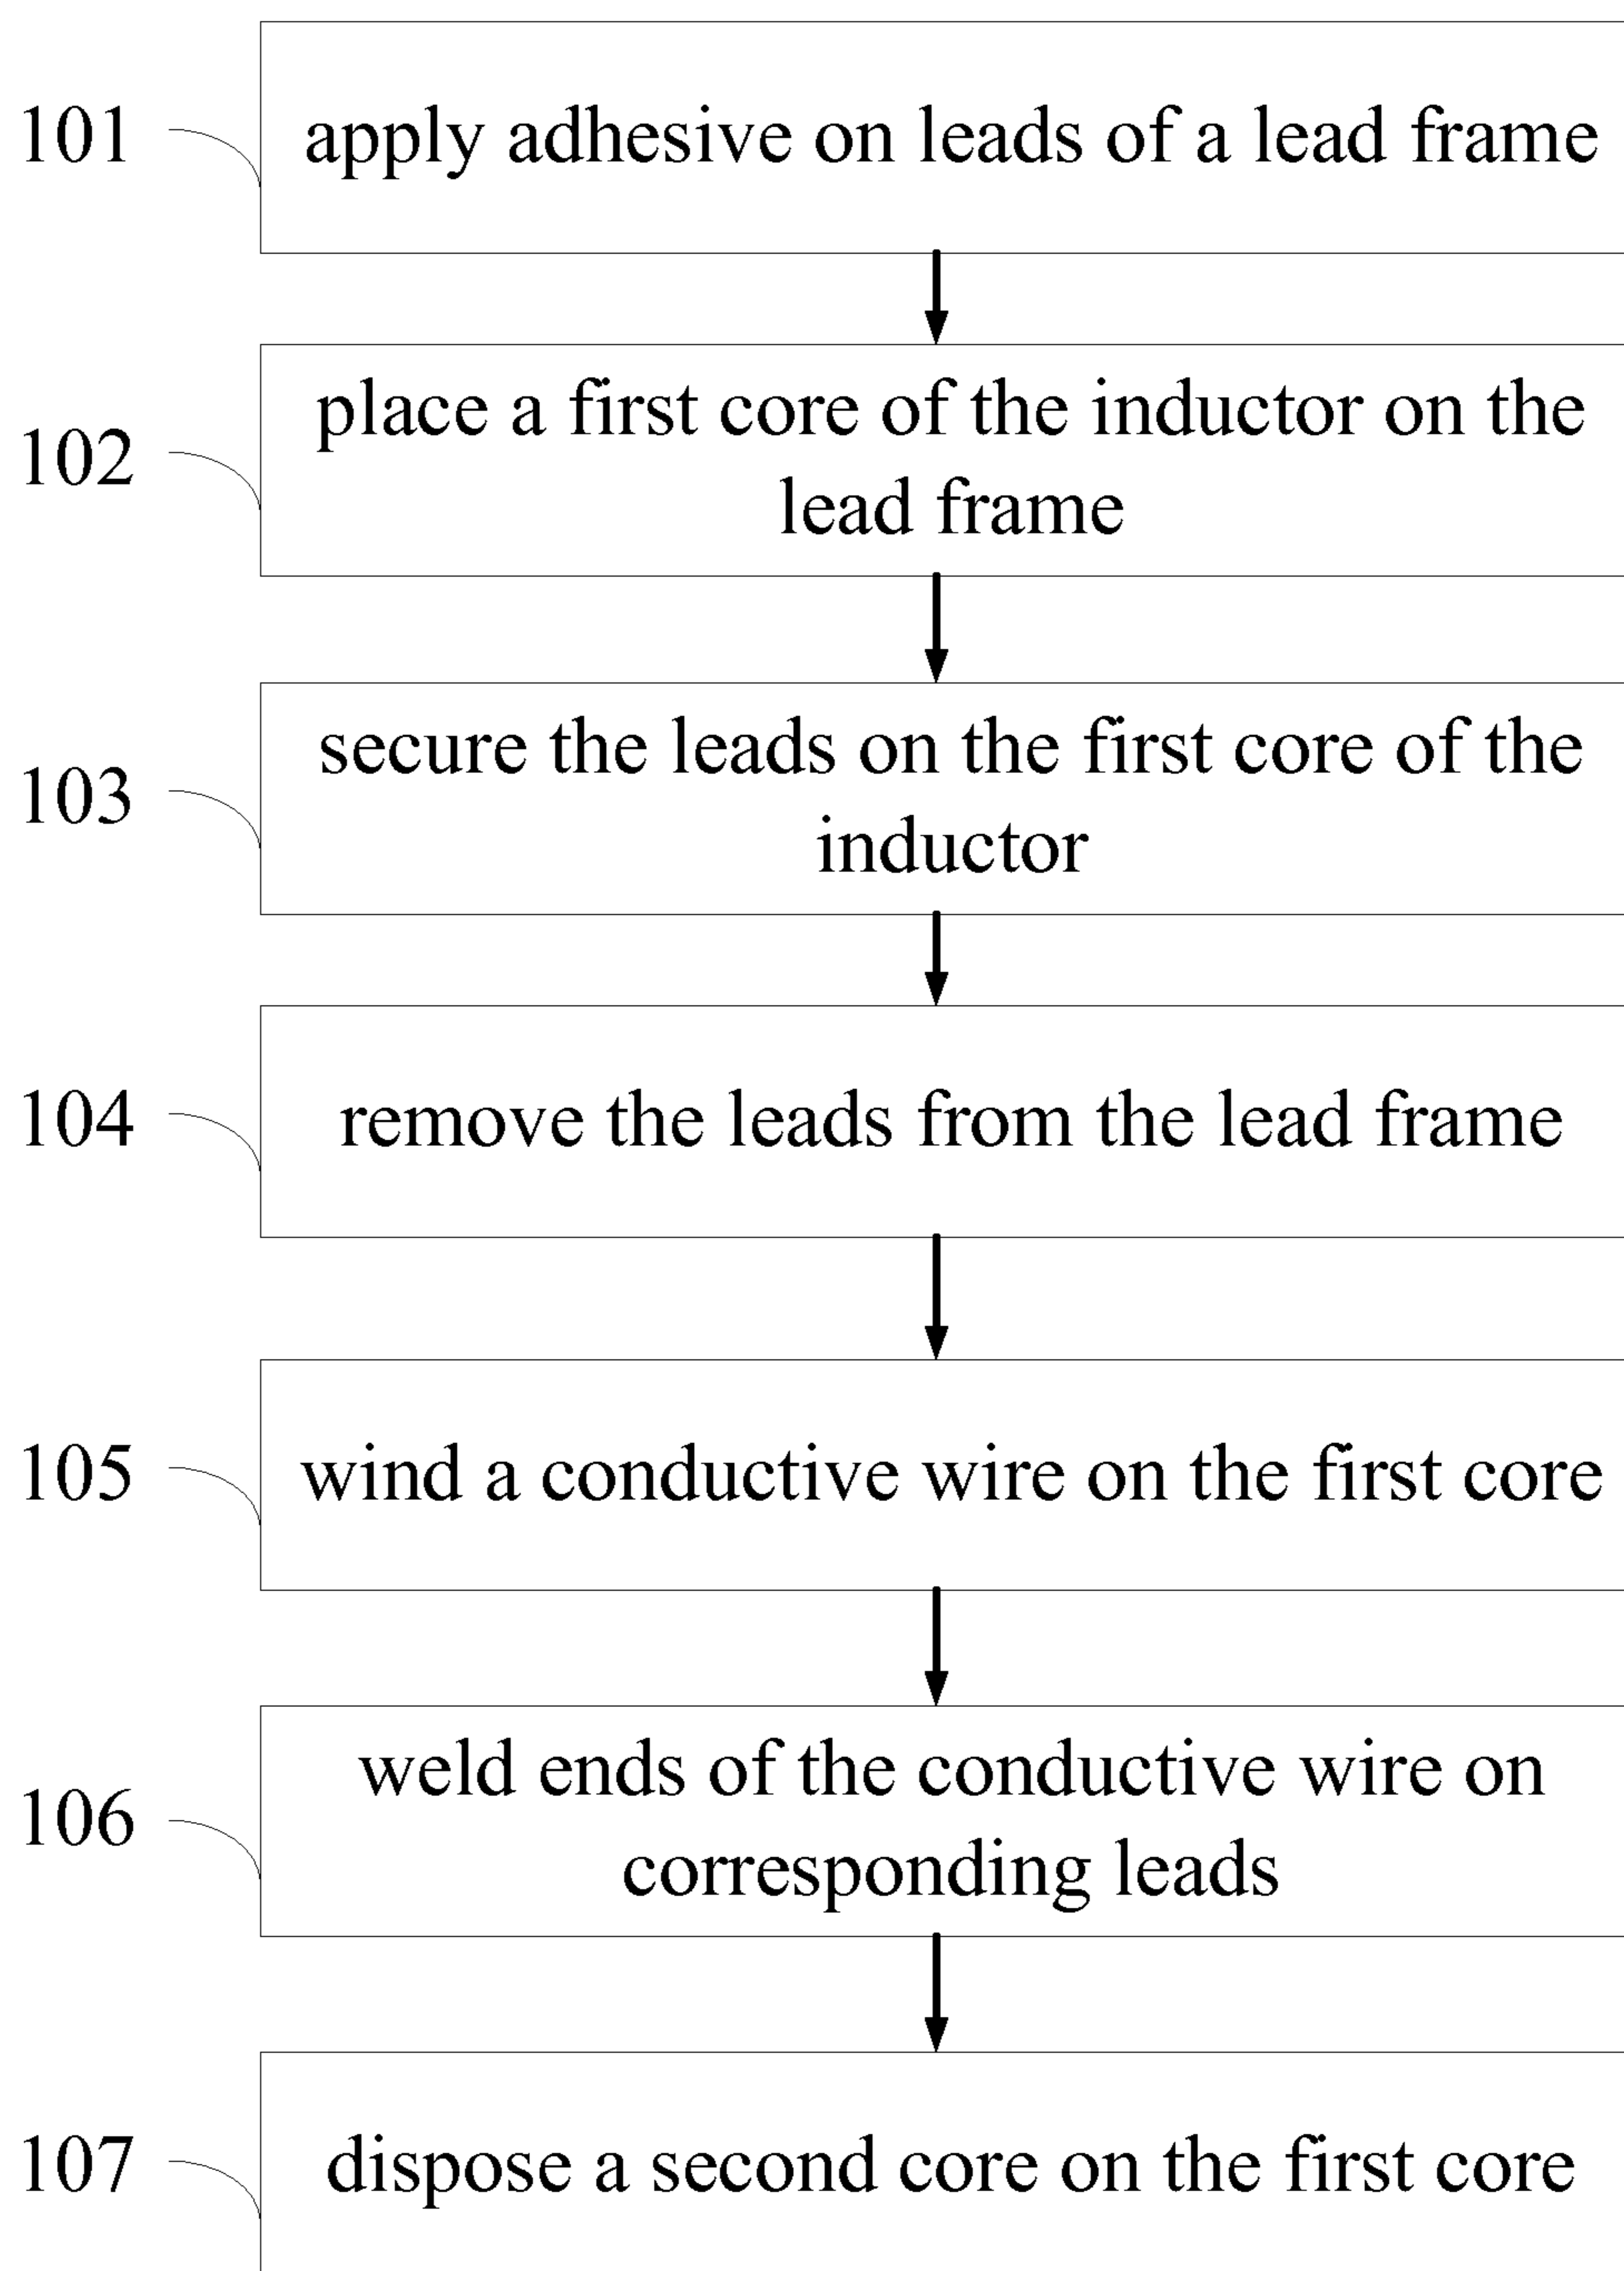 101
apply adhesive on leads of a lead frame
102
place a first core of the inductor on the
lead frame
103
secure the leads on the first core of the
inductor
104
remove the leads from the lead frame
105
wind a conductive wire on the first core
106
weld ends of the conductive wire on
corresponding leads
107
dispose a second core on the first core